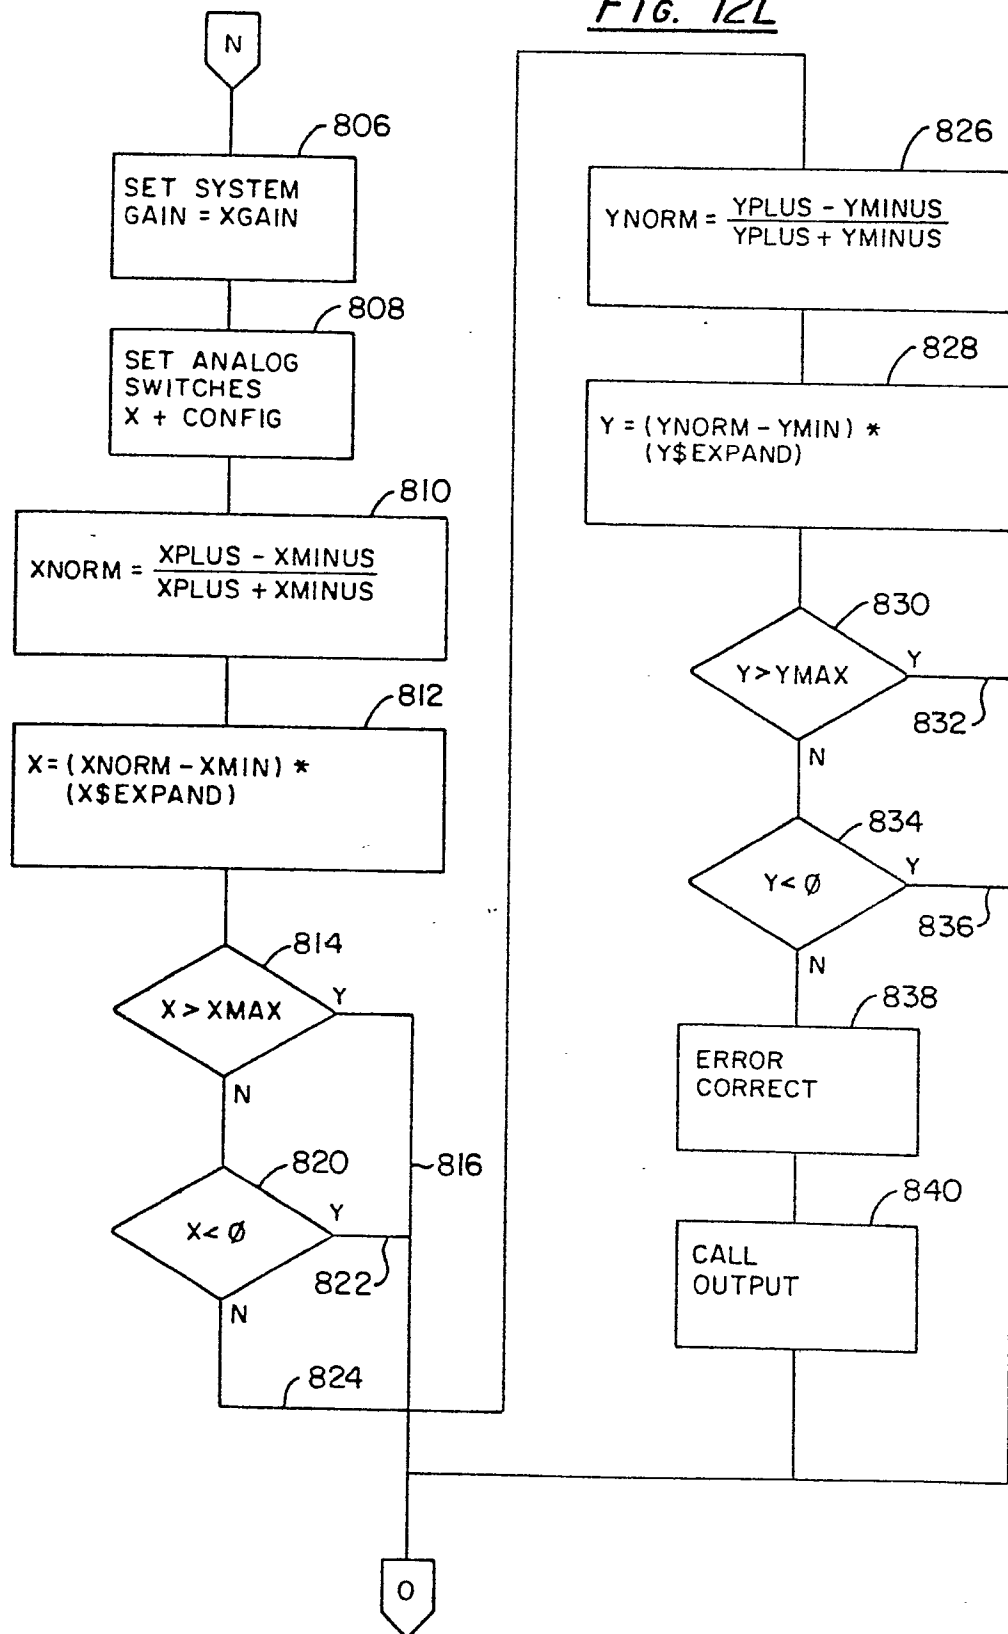 FIG. 12L
N
806
SET SYSTEM
GAIN = XGAIN
808
SET ANALOG
SWITCHES
X + CONFIG
810
XNORM = XPLUS - XMINUS
XPLUS + XMINUS
812
X = (XNORM - XMIN) *
(X$EXPAND)
814
X > XMAX
Y
N
816
820
X < Ø
Y
822
N
824
826
YNORM = YPLUS - YMINUS
YPLUS + YMINUS
828
Y = (YNORM - YMIN) *
(Y$EXPAND)
830
Y > YMAX
Y
832
N
834
Y < Ø
Y
836
N
838
ERROR
CORRECT
840
CALL
OUTPUT
O